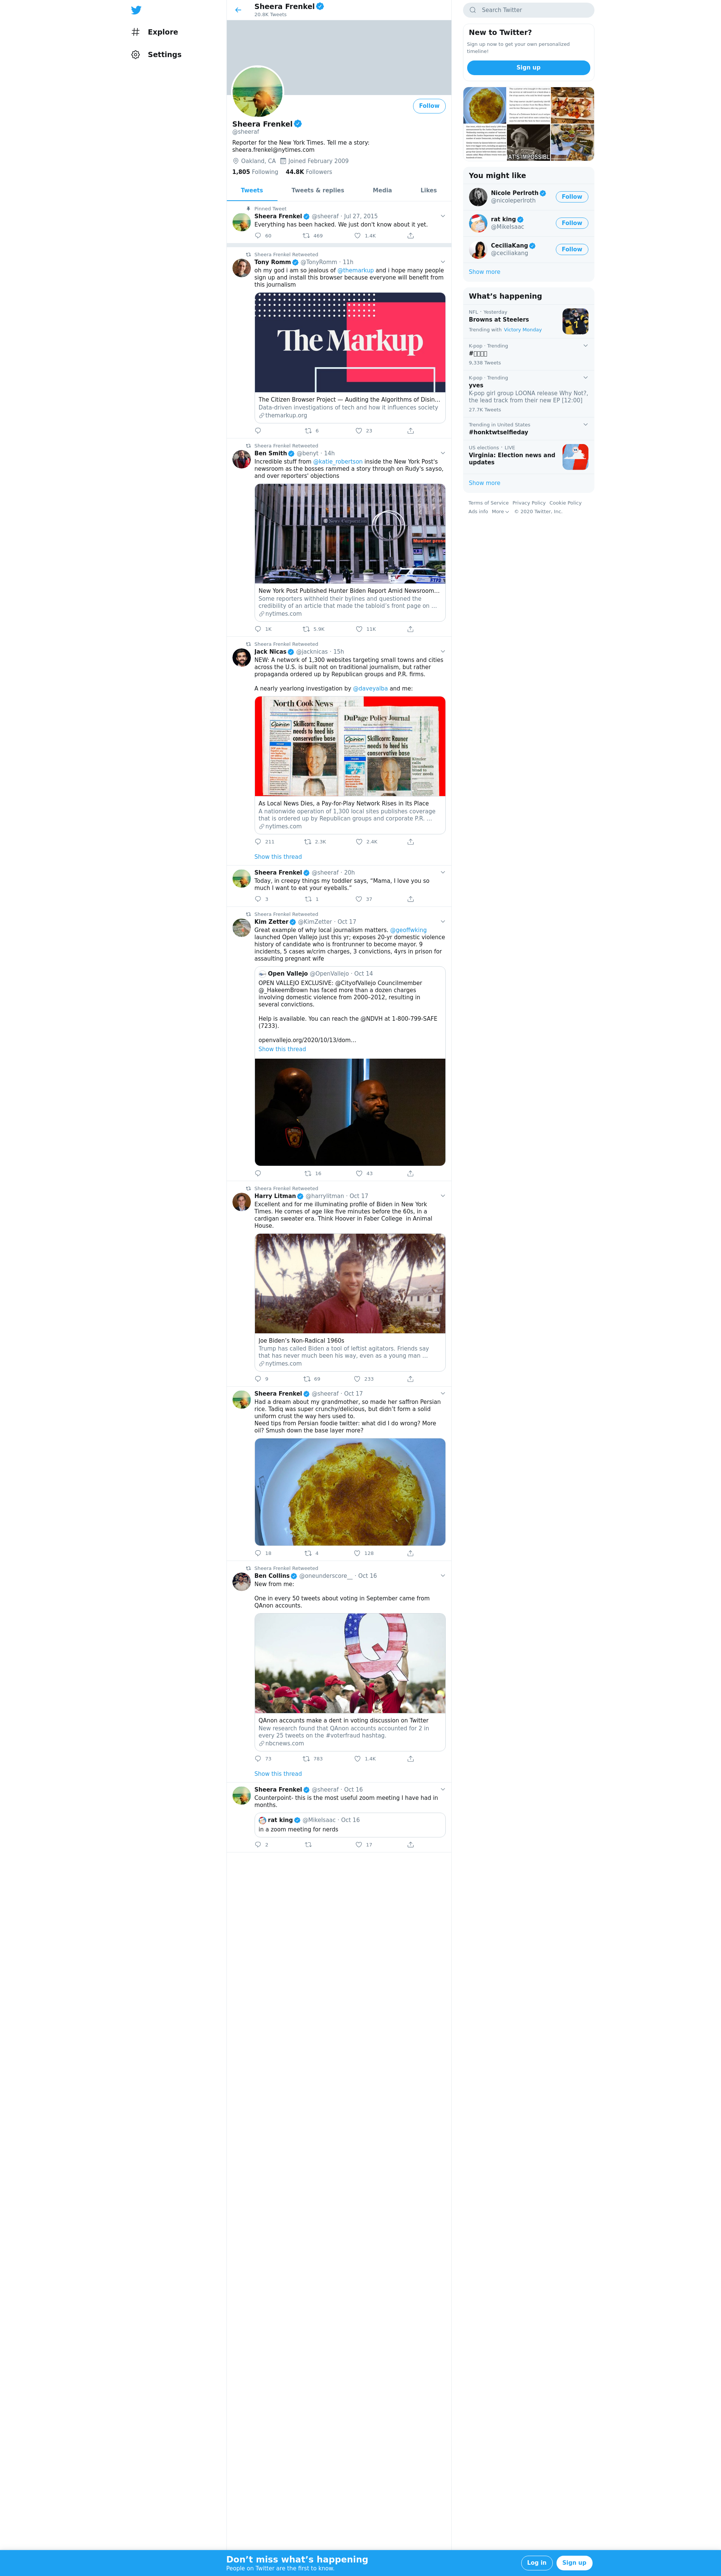 Explore
Settings
Sheera Frenkel
20.9K Tweets
Follow
Sheera Frenkel
@sheeraf
Reporter for the New York Times. Tell me a story:
sheera.frenkel@nytimes.com
Oakland, CA Joined February 2009
1,805 Following 44.8K Followers
Tweets Tweets & replies Media Likes
Pinned Tweet
Sheera Frenkel @sheeraf · Jul 27, 2015
Everything has been hacked. We just don't know about it yet.
60 469 1.4K
Sheera Frenkel Retweeted
Tony Romm @TonyRomm · 11h
oh my god i am so jealous of @themarkup and i hope many people
sign up and install this browser because everyone will benefit from
this journalism
The Markup
The Citizen Browser Project — Auditing the Algorithms of Disin...
Data-driven investigations of tech and how it influences society
themarkup.org
6 23
Sheera Frenkel Retweeted
Ben Smith @benyt · 14h
Incredible stuff from @katie_robertson inside the New York Post's
newsroom as the bosses rammed a story through on Rudy's sayso,
and over reporters' objections
New York Post Published Hunter Biden Report Amid Newsroom...
Some reporters withheld their bylines and questioned the
credibility of an article that made the tabloid's front page on ...
nytimes.com
1K 5.9K 11K
Sheera Frenkel Retweeted
Jack Nicas @jacknicas · 15h
NEW: A network of 1,300 websites targeting small towns and cities
across the U.S. is built not on traditional journalism, but rather
propaganda ordered up by Republican groups and P.R. firms.
A nearly yearlong investigation by @daveyalba and me:
North Cook News
DuPage Policy Journal
Opinion
Skillicorn: Rauner
needs to heed his
conservative base
Opinion
Skillicorn: Rauner
needs to heed his
conservative base
As Local News Dies, a Pay-for-Play Network Rises in Its Place
A nationwide operation of 1,300 local sites publishes coverage
that is ordered up by Republican groups and corporate P.R. ...
nytimes.com
211 2.3K 2.4K
Show this thread
Sheera Frenkel @sheeraf · 20h
Today, in creepy things my toddler says, "Mama, I love you so
much I want to eat your eyeballs."
3 1 37
Sheera Frenkel Retweeted
Kim Zetter @KimZetter · Oct 17
Great example of why local journalism matters. @geoffwking
launched Open Vallejo just this yr; exposes 20-yr domestic violence
history of candidate who is frontrunner to become mayor. 9
incidents, 5 cases w/crim charges, 3 convictions, 4yrs in prison for
assaulting pregnant wife
Open Vallejo @OpenVallejo · Oct 14
OPEN VALLEJO EXCLUSIVE: @CityofVallejo Councilmember
@_HakeemBrown has faced more than a dozen charges
involving domestic violence from 2000–2012, resulting in
several convictions.
Help is available. You can reach the @NDVH at 1-800-799-SAFE
(7233).
openvallejo.org/2020/10/13/dom...
Show this thread
16 43
Sheera Frenkel Retweeted
Harry Litman @harrylitman · Oct 17
Excellent and for me illuminating profile of Biden in New York
Times. He comes of age like five minutes before the 60s, in a
cardigan sweater era. Think Hoover in Faber College in Animal
House.
Joe Biden's Non-Radical 1960s
Trump has called Biden a tool of leftist agitators. Friends say
that has never much been his way, even as a young man ...
nytimes.com
9 69 233
Sheera Frenkel @sheeraf · Oct 17
Had a dream about my grandmother, so made her saffron Persian
rice. Tadiq was super crunchy/delicious, but didn't form a solid
uniform crust the way hers used to.
Need tips from Persian foodie twitter: what did I do wrong? More
oil? Smush down the base layer more?
18 4 128
Sheera Frenkel Retweeted
Ben Collins @oneunderscore__ · Oct 16
New from me:
One in every 50 tweets about voting in September came from
QAnon accounts.
QAnon accounts make a dent in voting discussion on Twitter
New research found that QAnon accounts accounted for 2 in
every 25 tweets on the #voterfraud hashtag.
nbcnews.com
73 783 1.4K
Show this thread
Sheera Frenkel @sheeraf · Oct 16
Counterpoint- this is the most useful zoom meeting I have had in
months.
rat king @MikeIsaac · Oct 16
in a zoom meeting for nerds
2 17
Search Twitter
New to Twitter?
Sign up now to get your own personalized
timeline!
Sign up
AT'S IMPOSSIBL
You might like
Nicole Perlroth
@nicoleperlroth
Follow
rat king
@MikeIsaac
Follow
CeciliaKang
@ceciliakang
Follow
Show more
What's happening
NFL · Yesterday
Browns at Steelers
Trending with Victory Monday
K-pop · Trending
#
9,338 Tweets
K-pop · Trending
yves
K-pop girl group LOONA release Why Not?,
the lead track from their new EP [12:00]
27.7K Tweets
Trending in United States
#honktwtselfieday
US elections · LIVE
Virginia: Election news and
updates
Show more
Terms of Service Privacy Policy Cookie Policy
Ads info More © 2020 Twitter, Inc.
Don't miss what's happening
People on Twitter are the first to know.
Log in Sign up